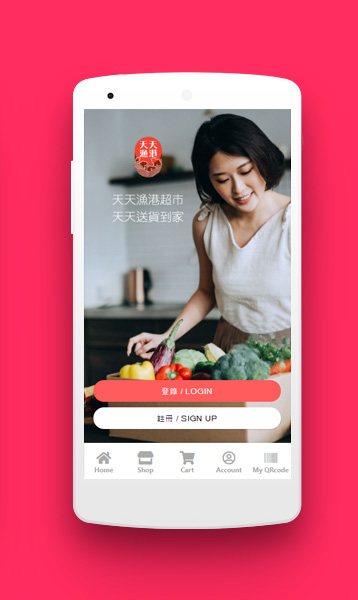 天天
漁港
天天漁港超市
天天送貨到家
登錄 / LOGIN
註冊 / SIGN UP
Home
Shop
Cart
Account
My QRcode